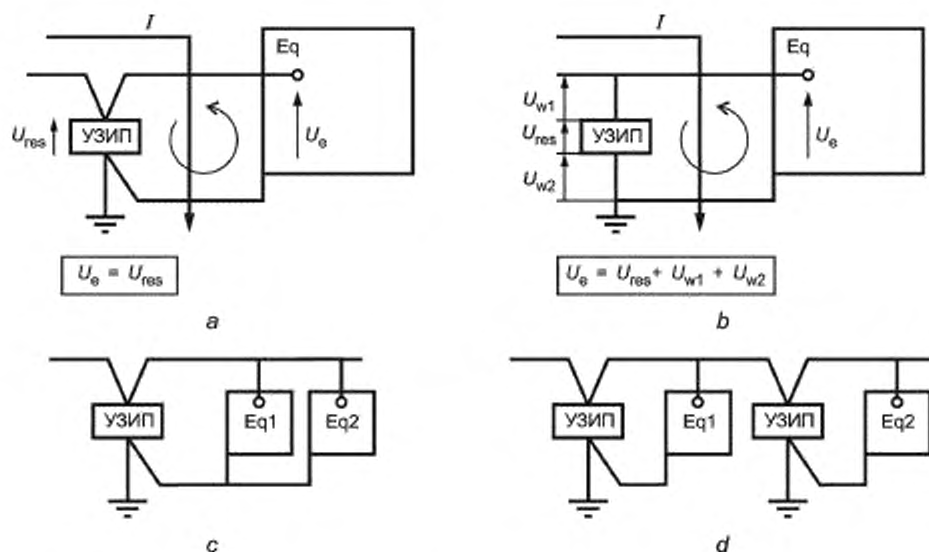 I
Eq
U_res
УЗИП
U_e
U_e = U_res
a
I
Eq
U_w1
U_res
УЗИП
U_w2
U_e
U_e = U_res + U_w1 + U_w2
b
УЗИП
Eq1
Eq2
c
УЗИП
Eq1
УЗИП
Eq2
d